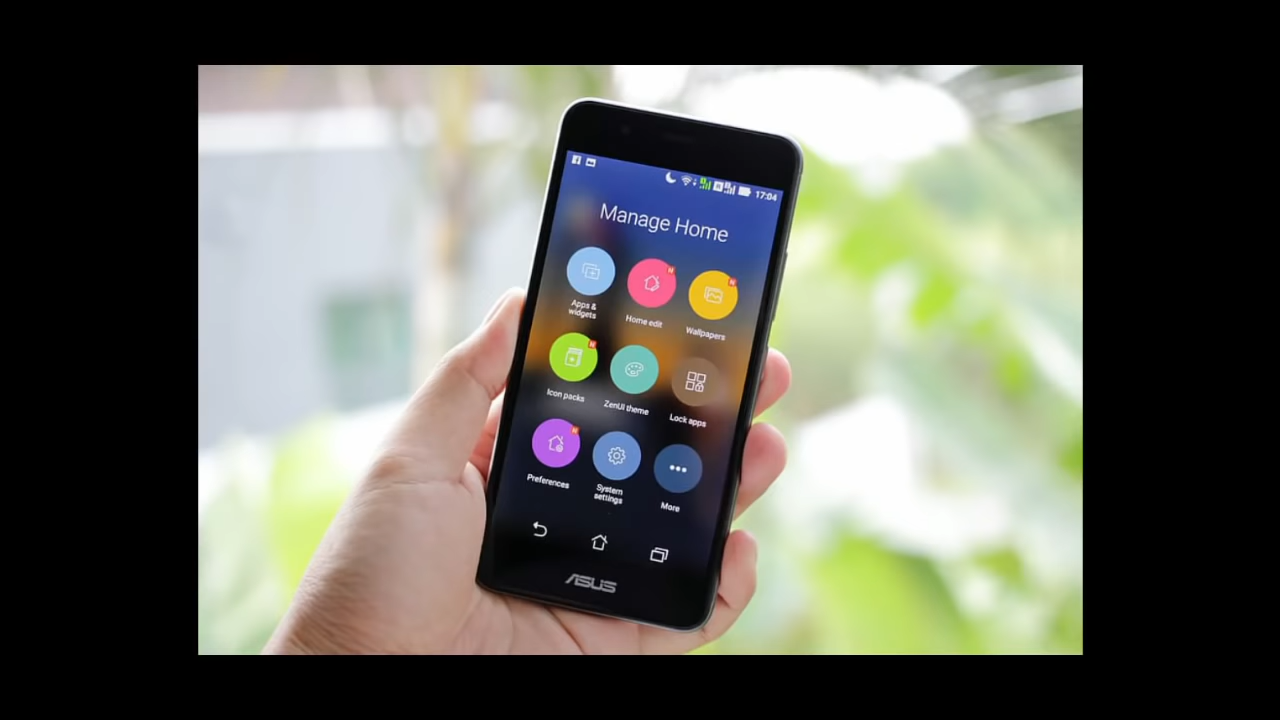 17:04
Manage Home
Apps &
widgets
Home edit
Wallpapers
Icon packs
ZenUI theme
Lock apps
Preferences
System
settings
More
ASUS